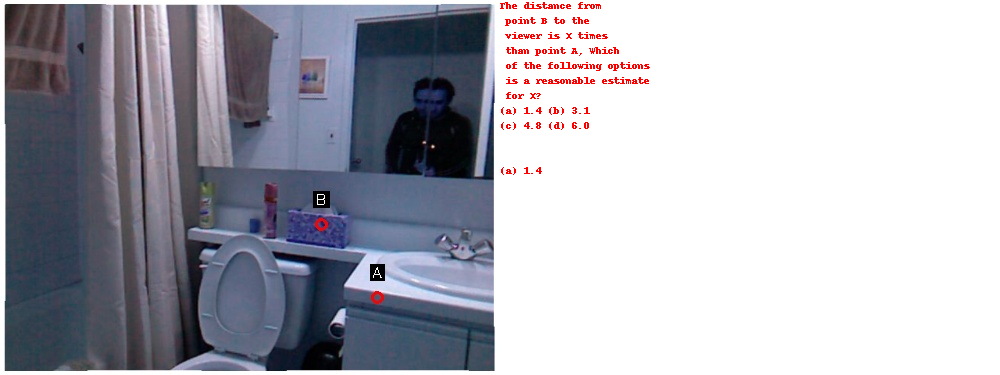 The distance from
point B to the
viewer is X times
than point A, Which
of the following options
is a reasonable estimate
for X?
(a) 1.4 (b) 3.1
(c) 4.8 (d) 6.0
(a) 1.4
B
A